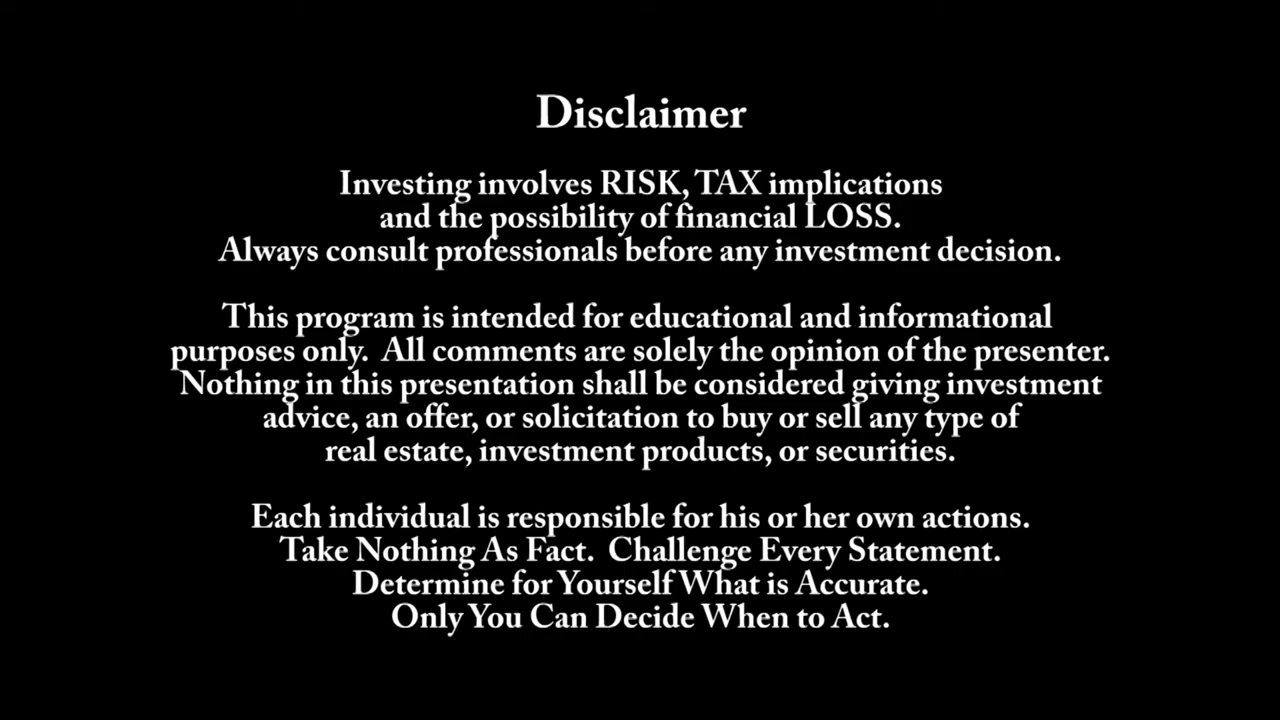 Disclaimer
Investing involves RISK, TAX implications
and the possibility of financial LOSS.
Always consult professionals before any investment decision.
This program is intended for educational and informational
purposes only.  All comments are solely the opinion of the presenter.
Nothing in this presentation shall be considered giving investment
advice, an offer, or solicitation to buy or sell any type of
real estate, investment products, or securities.
Each individual is responsible for his or her own actions.
Take Nothing As Fact.  Challenge Every Statement.
Determine for Yourself What is Accurate.
Only You Can Decide When to Act.